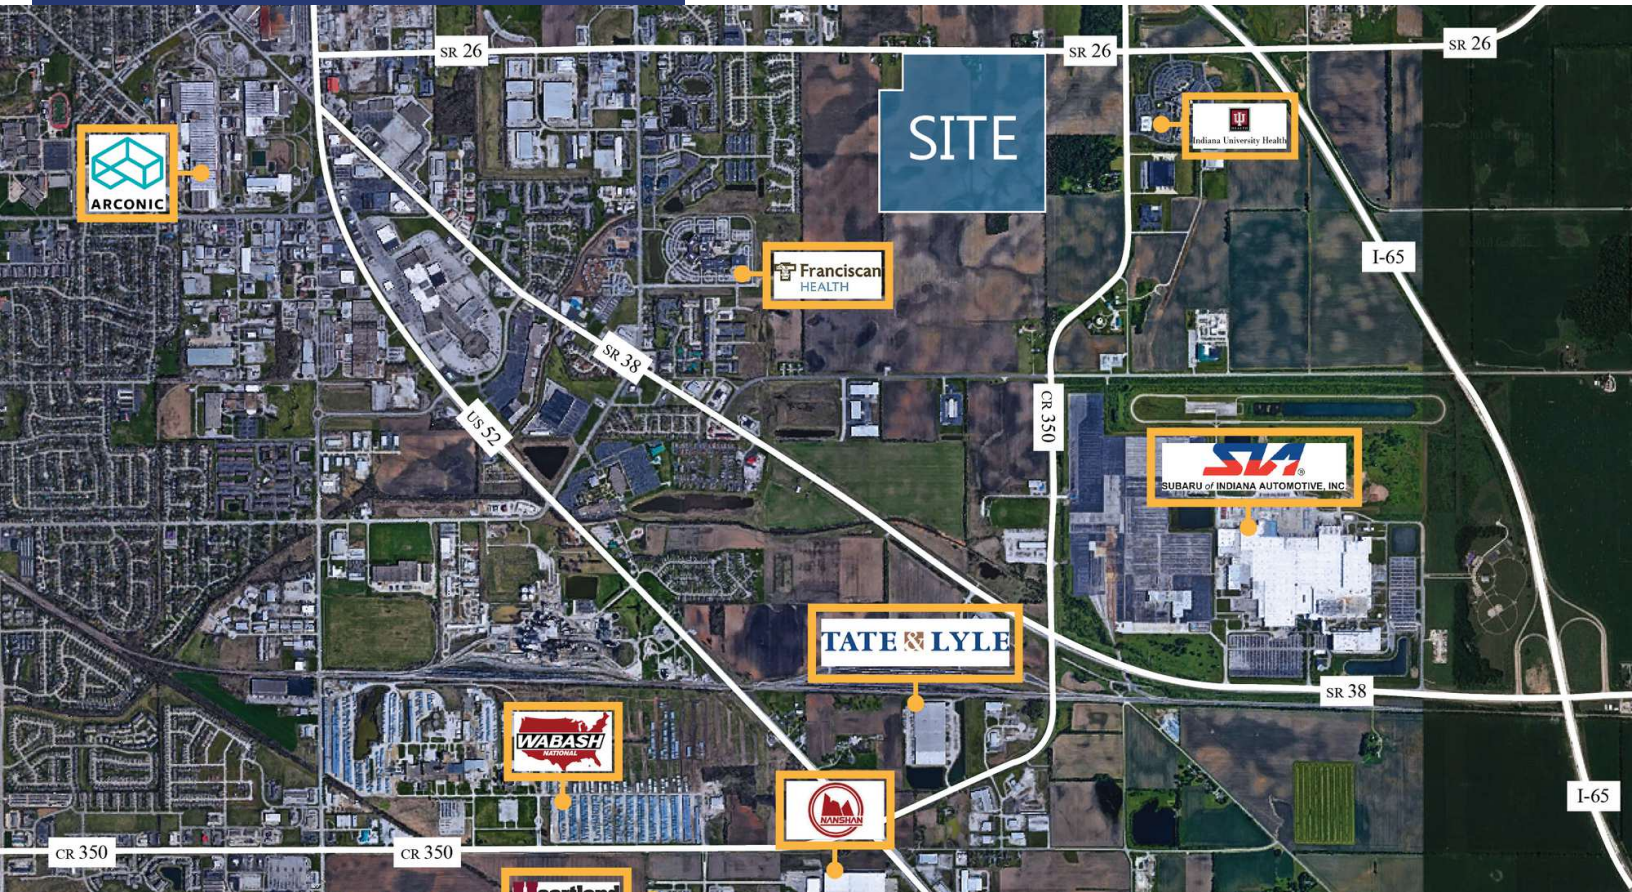 SR 26
SR 26
SR 26
SITE
Indiana University Health
ARCONIC
I-65
Franciscan
HEALTH
SR 38
US 52
CR 350
SUBARU of INDIANA AUTOMOTIVE, INC
TATE & LYLE
SR 38
WABASH
NATIONAL
NANSHAN
I-65
CR 350
CR 350
Heartland